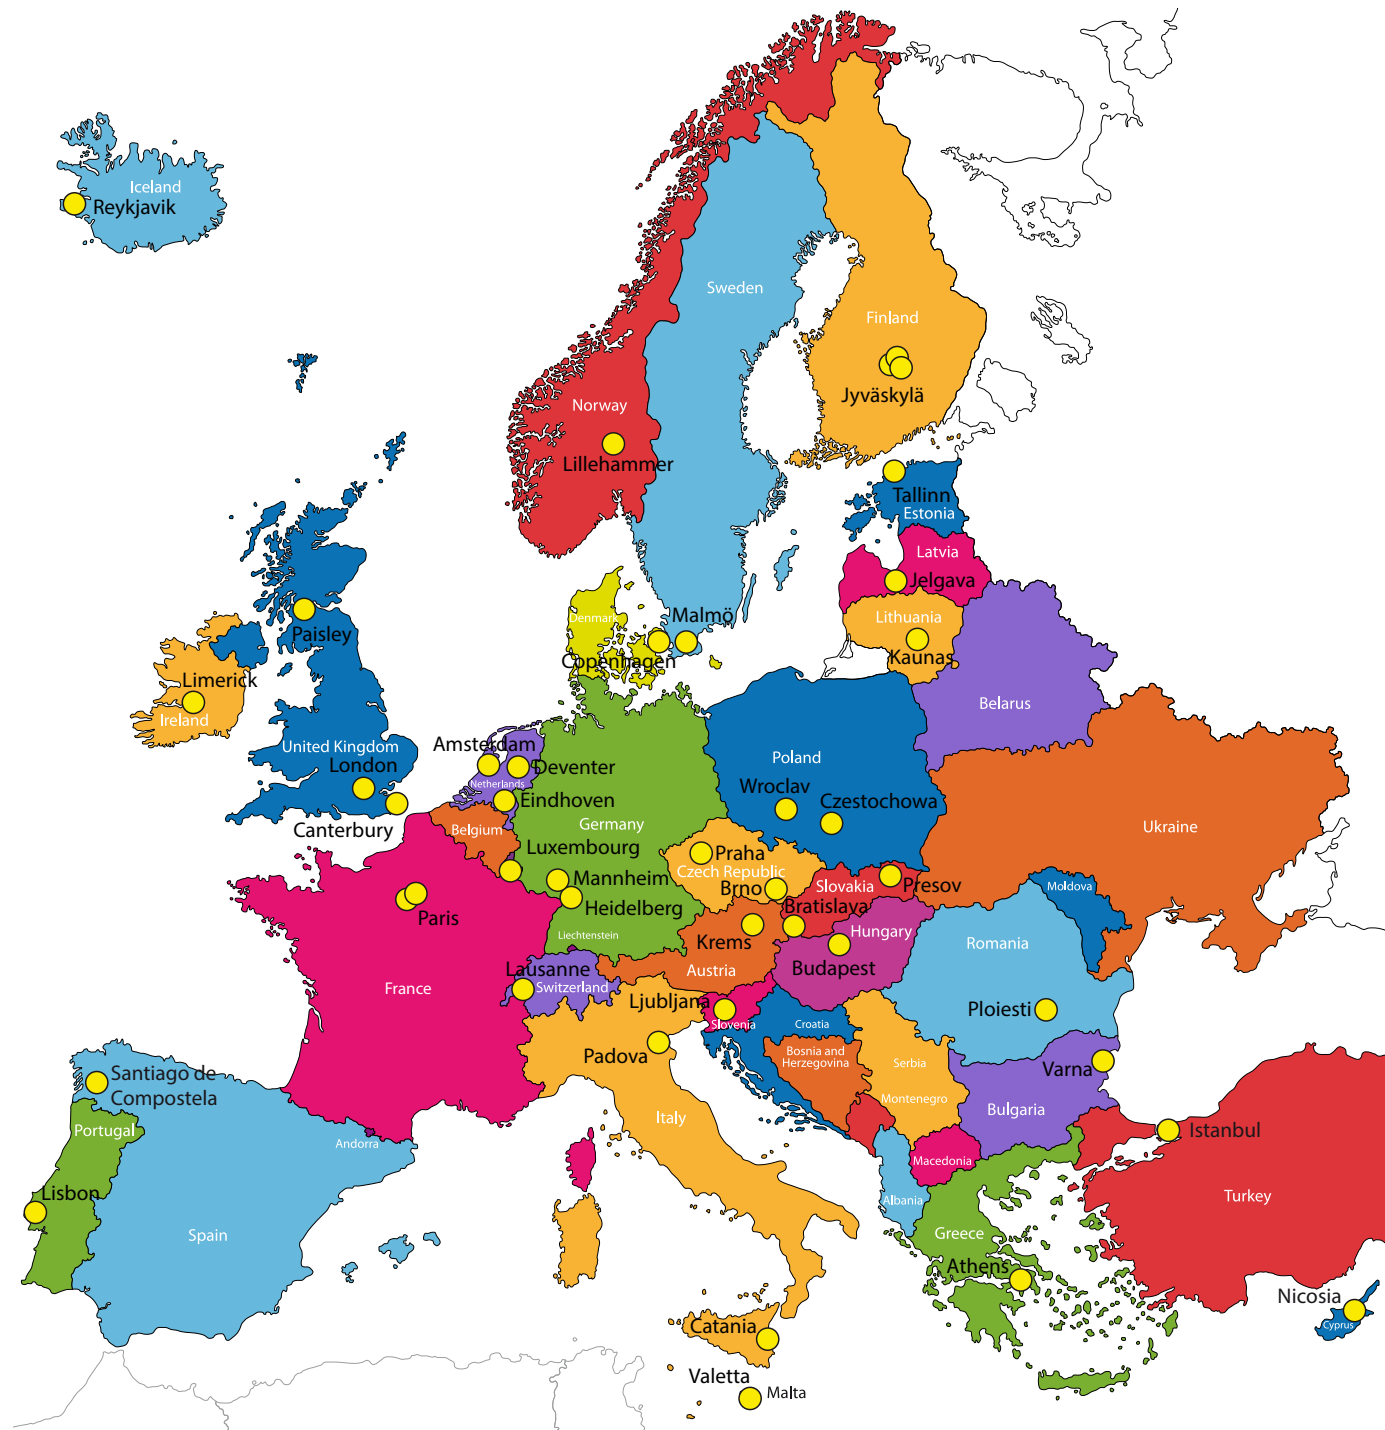 Iceland
Reykjavik
Sweden
Finland
Jyväskylä
Norway
Lillehammer
Tallinn
Estonia
Latvia
Jelgava
Lithuania
Kaunas
Denmark
Malmö
Copenhagen
Paisley
Limerick
Ireland
United Kingdom
London
Canterbury
Amsterdam
Deventer
Netherlands
Eindhoven
Belgium
Germany
Luxembourg
Mannheim
Heidelberg
Liechtenstein
Belarus
Poland
Wroclav
Czestochowa
Ukraine
Praha
Czech Republic
Brno
Slovakia
Presov
Bratislava
Moldova
Krems
Hungary
Budapest
Austria
Romania
Ploiesti
Paris
France
Lausanne
Switzerland
Ljubljana
Slovenia
Croatia
Padova
Bosnia and
Herzegovina
Serbia
Montenegro
Varna
Bulgaria
Italy
Santiago de
Compostela
Portugal
Andorra
Lisbon
Spain
Macedonia
Istanbul
Albania
Greece
Turkey
Athens
Nicosia
Cyprus
Catania
Valetta
Malta